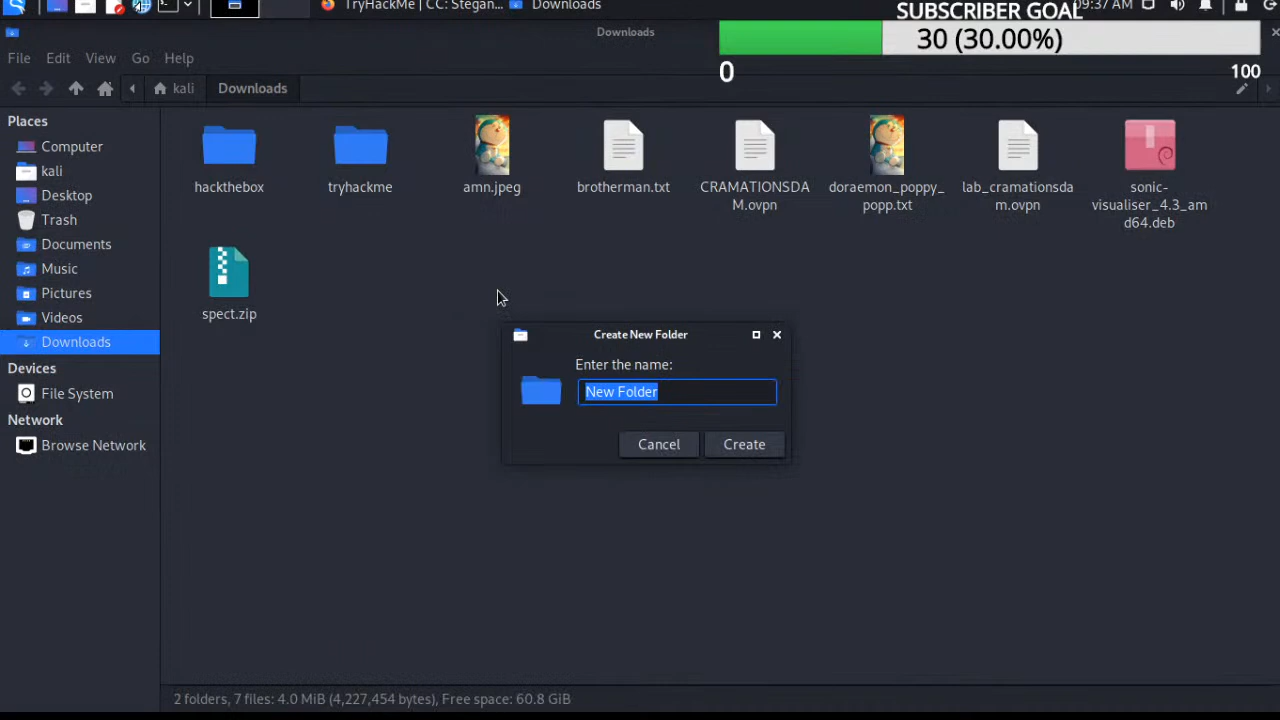 TryHackMe | CC: Stegan...
Downloads
09:37 AM
SUBSCRIBER GOAL
30 (30.00%)
0
100
Downloads
File Edit View Go Help
kali
Downloads
Places
Computer
kali
Desktop
Trash
Documents
Music
Pictures
Videos
Downloads
Devices
File System
Network
Browse Network
hackthebox
tryhackme
amn.jpeg
brotherman.txt
CRAMATIONSDA
M.ovpn
doraemon_poppy_
popp.txt
lab_cramationsda
m.ovpn
sonic-
visualiser_4.3_am
d64.deb
spect.zip
Create New Folder
Enter the name:
New Folder
Cancel
Create
2 folders, 7 files: 4.0 MiB (4,227,454 bytes), Free space: 60.8 GiB